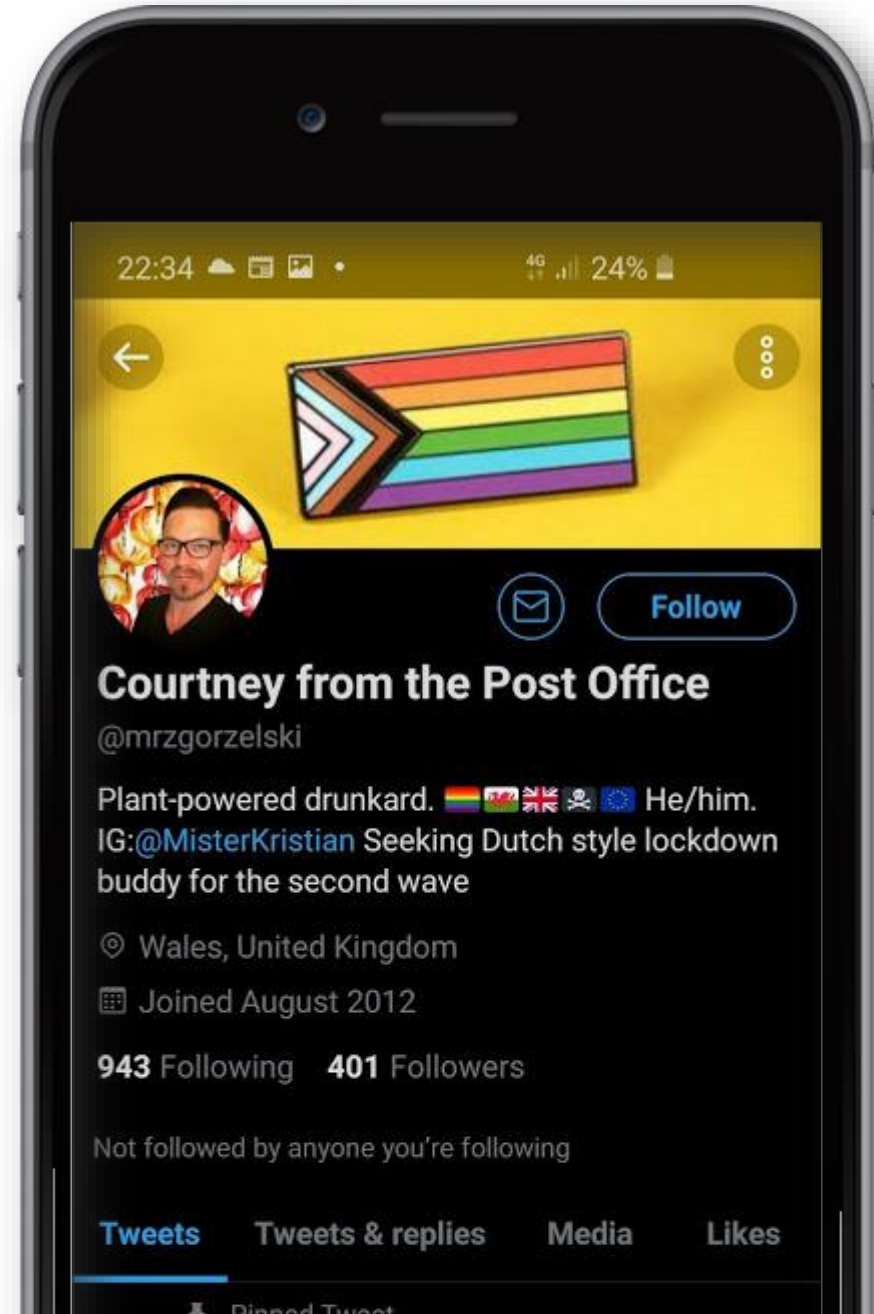 22:34
4G 24%
Follow
Courtney from the Post Office
@mrzgorzelski
Plant-powered drunkard. 🏳️‍🌈🏴󠁧󠁢󠁷󠁬󠁳󠁿🇬🇧🏴‍☠️🇪🇺 He/him.
IG:@MisterKristian Seeking Dutch style lockdown
buddy for the second wave
Wales, United Kingdom
Joined August 2012
943 Following 401 Followers
Not followed by anyone you're following
Tweets Tweets & replies Media Likes
Pinned Tweet